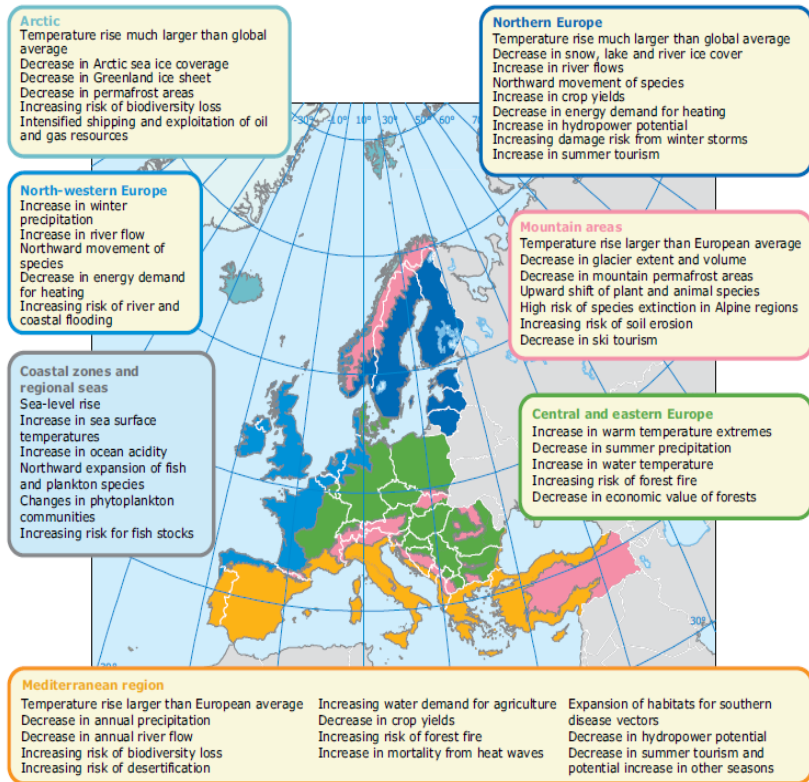 Arctic
Temperature rise much larger than global
average
Decrease in Arctic sea ice coverage
Decrease in Greenland ice sheet
Decrease in permafrost areas
Increasing risk of biodiversity loss
Intensified shipping and exploitation of oil
and gas resources
Northern Europe
Temperature rise much larger than global average
Decrease in snow, lake and river ice cover
Increase in river flows
Northward movement of species
Increase in crop yields
Decrease in energy demand for heating
Increase in hydropower potential
Increasing damage risk from winter storms
Increase in summer tourism
-30°
-10°
10°
30°
50°
60°
70°
North-western Europe
Increase in winter
precipitation
Increase in river flow
Northward movement of
species
Decrease in energy demand
for heating
Increasing risk of river and
coastal flooding
Mountain areas
Temperature rise larger than European average
Decrease in glacier extent and volume
Decrease in mountain permafrost areas
Upward shift of plant and animal species
High risk of species extinction in Alpine regions
Increasing risk of soil erosion
Decrease in ski tourism
Coastal zones and
regional seas
Sea-level rise
Increase in sea surface
temperatures
Increase in ocean acidity
Northward expansion of fish
and plankton species
Changes in phytoplankton
communities
Increasing risk for fish stocks
Central and eastern Europe
Increase in warm temperature extremes
Decrease in summer precipitation
Increase in water temperature
Increasing risk of forest fire
Decrease in economic value of forests
30°
Mediterranean region
Temperature rise larger than European average
Decrease in annual precipitation
Decrease in annual river flow
Increasing risk of biodiversity loss
Increasing risk of desertification
Increasing water demand for agriculture
Decrease in crop yields
Increasing risk of forest fire
Increase in mortality from heat waves
Expansion of habitats for southern
disease vectors
Decrease in hydropower potential
Decrease in summer tourism and
potential increase in other seasons